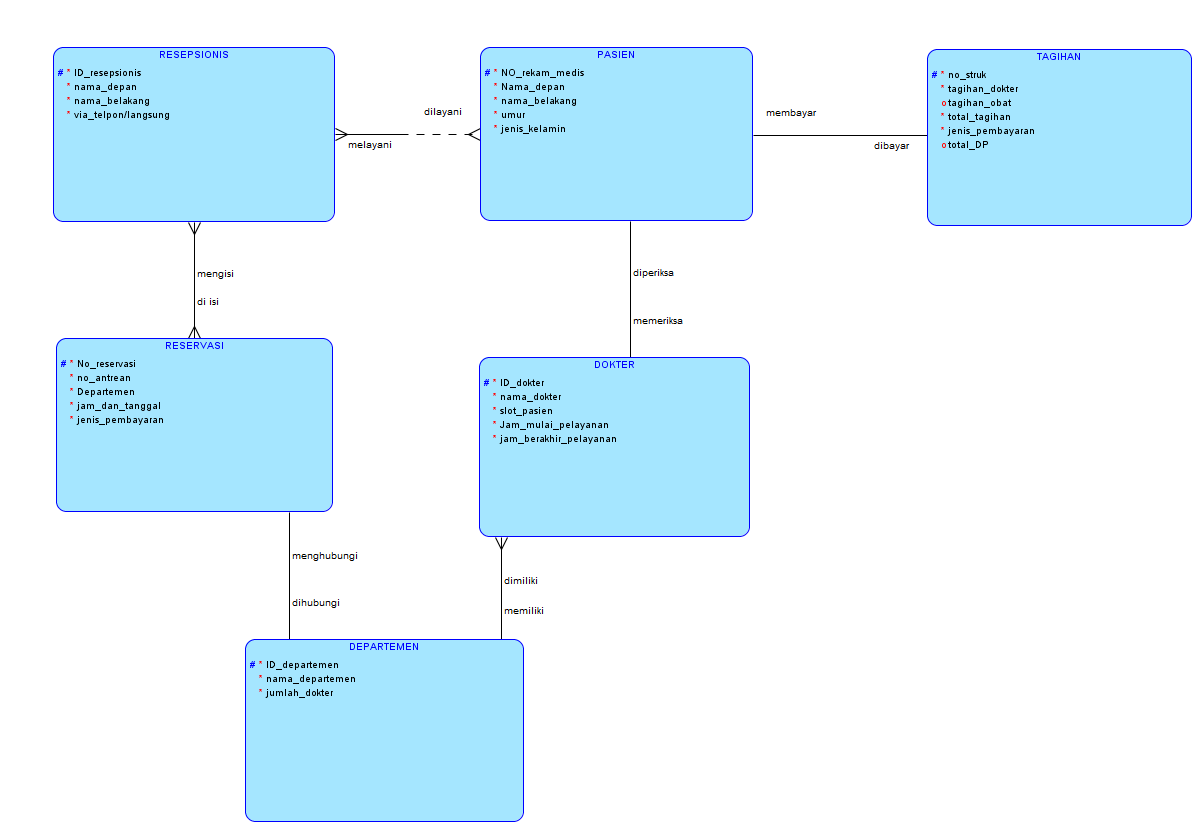 RESEPSIONIS
# * ID_resepsionis
* nama_depan
* nama_belakang
* via_telpon/langsung
dilayani
melayani
PASIEN
# * NO_rekam_medis
* Nama_depan
* nama_belakang
* umur
* jenis_kelamin
membayar
dibayar
TAGIHAN
# * no_struk
* tagihan_dokter
o tagihan_obat
* total_tagihan
* jenis_pembayaran
o total_DP
mengisi
di isi
diperiksa
memeriksa
RESERVASI
# * No_reservasi
* no_antrean
* Departemen
* jam_dan_tanggal
* jenis_pembayaran
DOKTER
# * ID_dokter
* nama_dokter
* slot_pasien
* Jam_mulai_pelayanan
* jam_berakhir_pelayanan
menghubungi
dihubungi
dimiliki
memiliki
DEPARTEMEN
# * ID_departemen
* nama_departemen
* jumlah_dokter